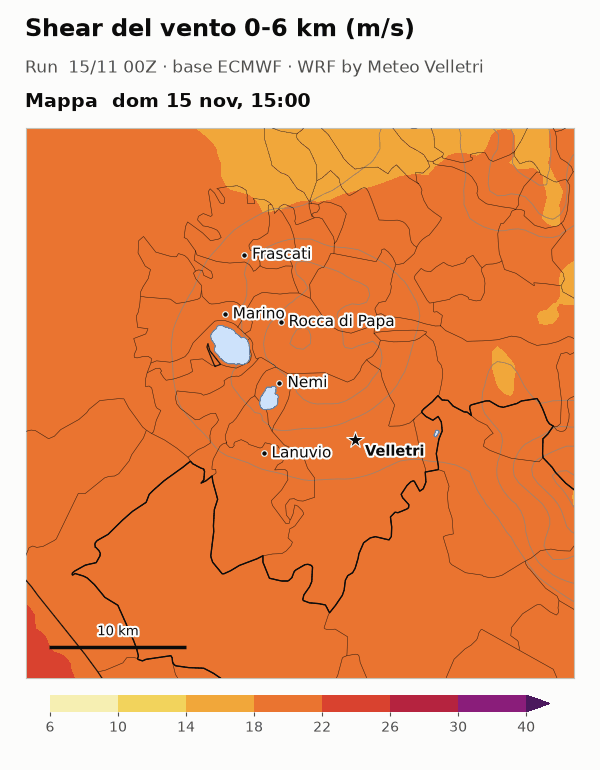 Shear del vento 0-6 km (m/s)
Run 15/11 00Z · base ECMWF · WRF by Meteo Velletri
Mappa dom 15 nov, 15:00
Frascati
Marino
Rocca di Papa
Nemi
Velletri
Lanuvio
10 km
6 10 14 18 22 26 30 40